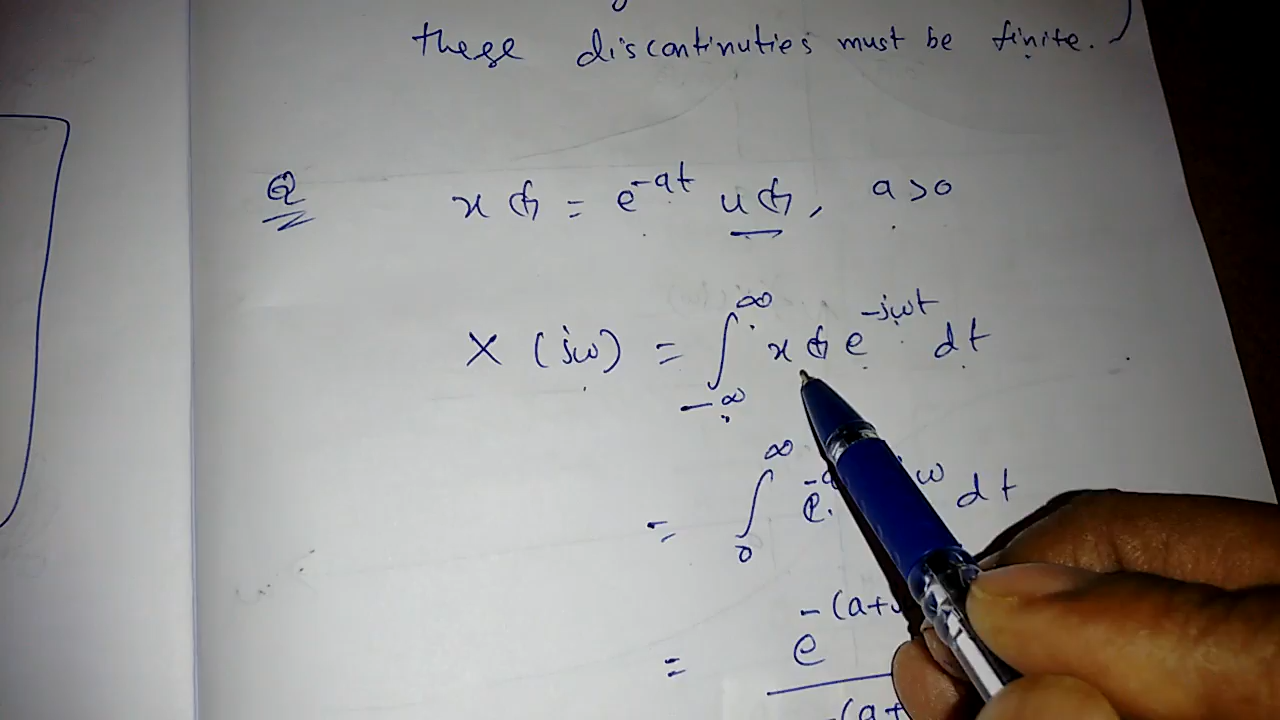 these discontinuties must be finite.
Q x(t) = e^-at u(t), a>0
X (jω) = ∫_-∞^∞ x(t) e^-jωt dt
= ∫_0^∞ e^-a ω dt
= e^-(a+
-(a+